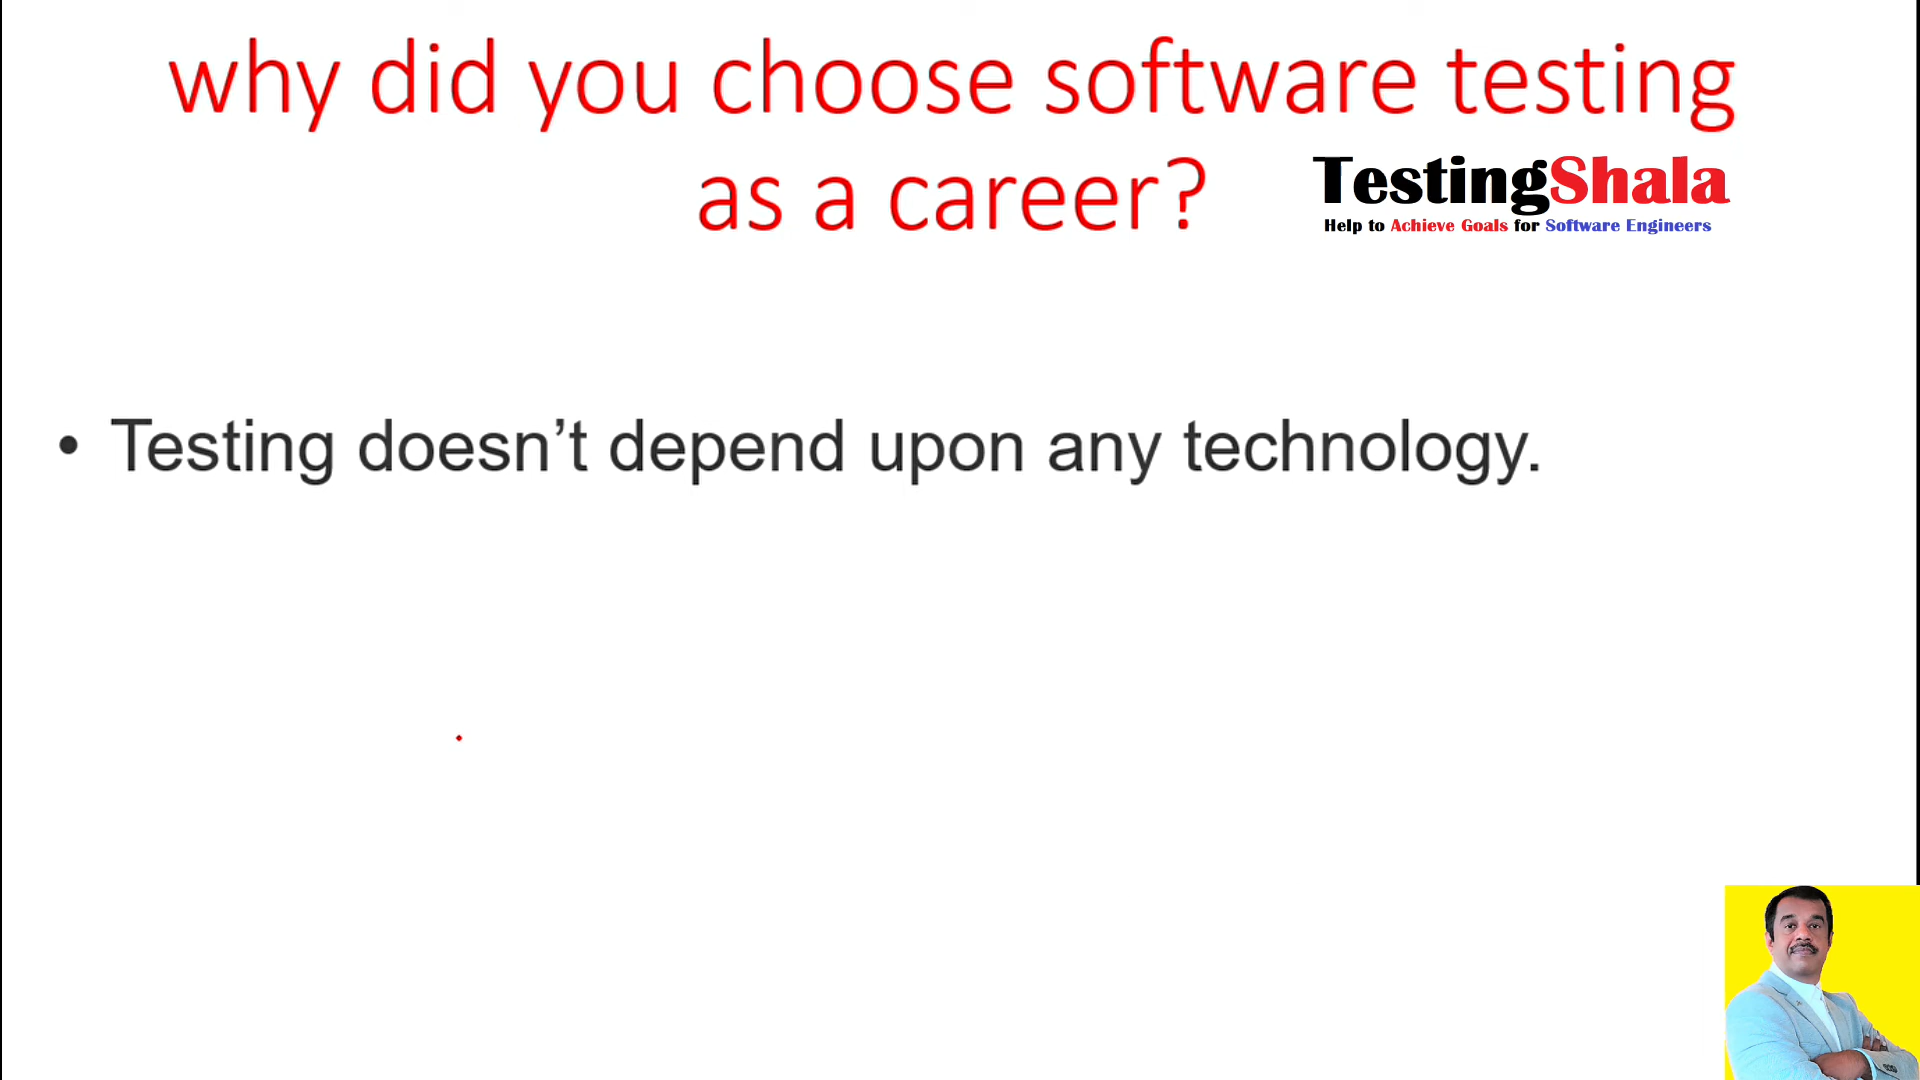 why did you choose software testing
as a career?
TestingShala
Help to Achieve Goals for Software Engineers
• Testing doesn’t depend upon any technology.